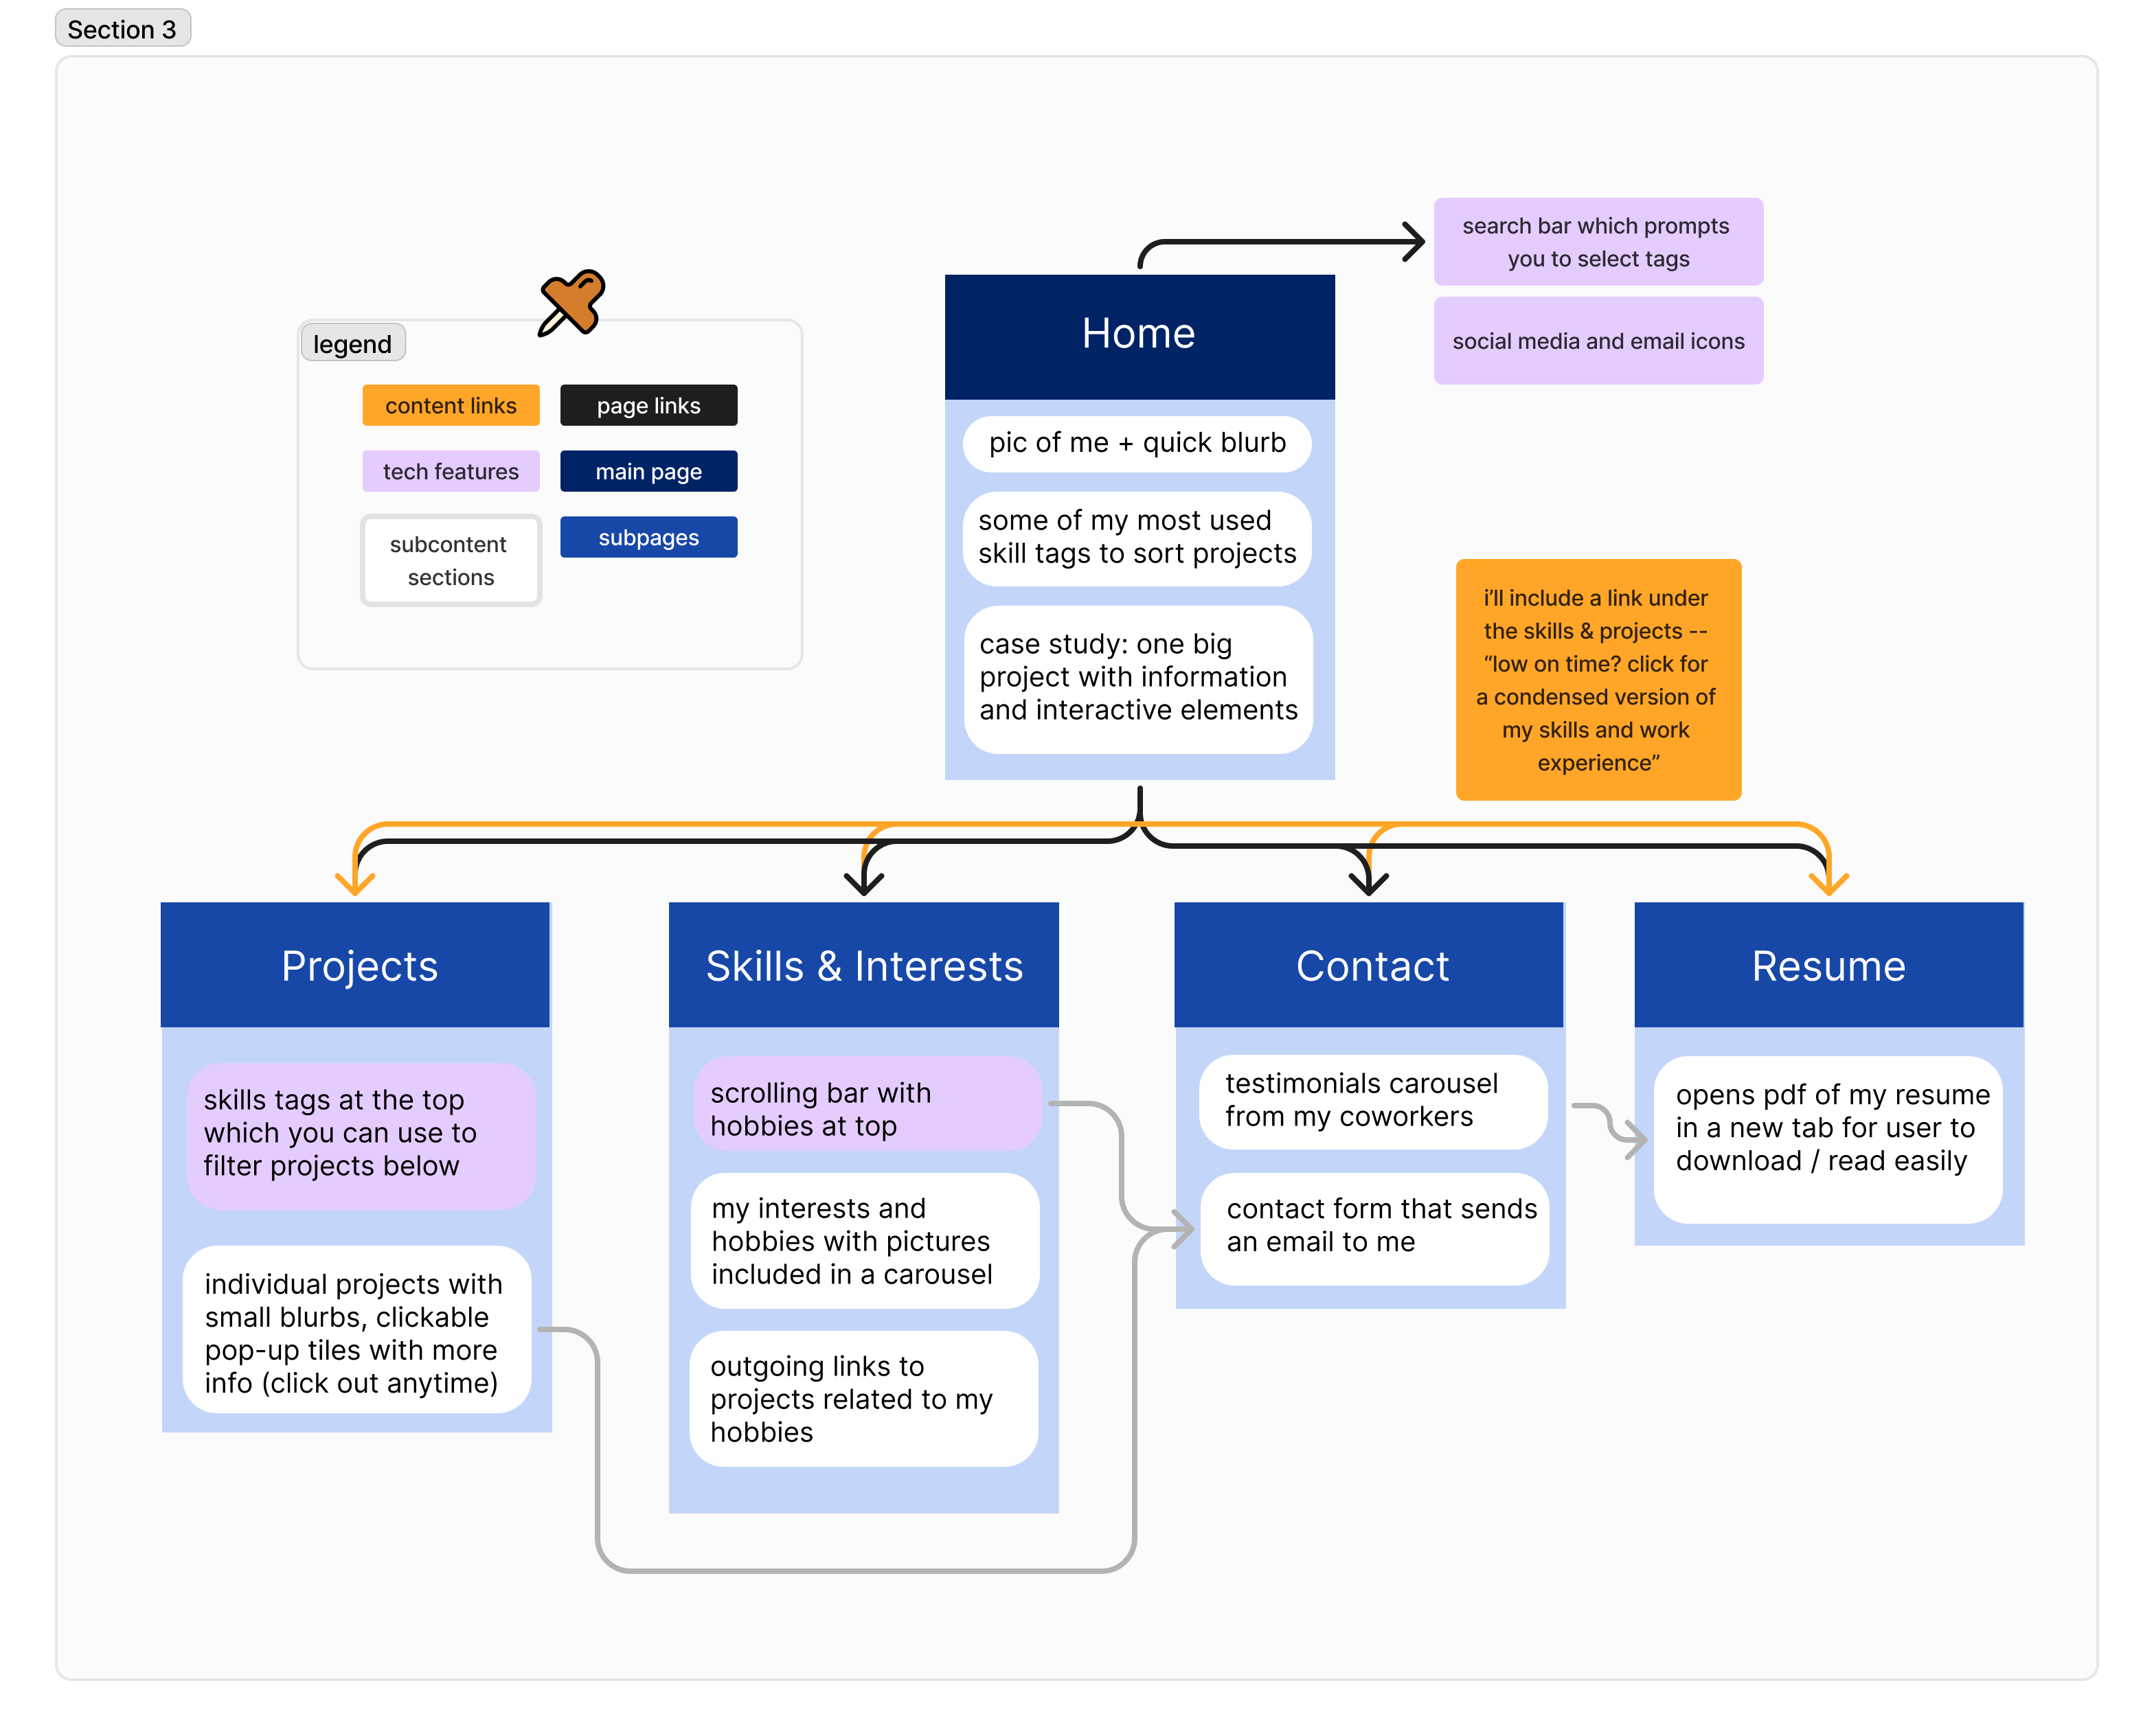 Section 3
search bar which prompts
you to select tags
social media and email icons
legend
content links
page links
tech features
main page
subcontent
sections
subpages
Home
pic of me + quick blurb
some of my most used
skill tags to sort projects
case study: one big
project with information
and interactive elements
i’ll include a link under
the skills & projects --
“low on time? click for
a condensed version of
my skills and work
experience”
Projects
skills tags at the top
which you can use to
filter projects below
individual projects with
small blurbs, clickable
pop-up tiles with more
info (click out anytime)
Skills & Interests
scrolling bar with
hobbies at top
my interests and
hobbies with pictures
included in a carousel
outgoing links to
projects related to my
hobbies
Contact
testimonials carousel
from my coworkers
contact form that sends
an email to me
Resume
opens pdf of my resume
in a new tab for user to
download / read easily